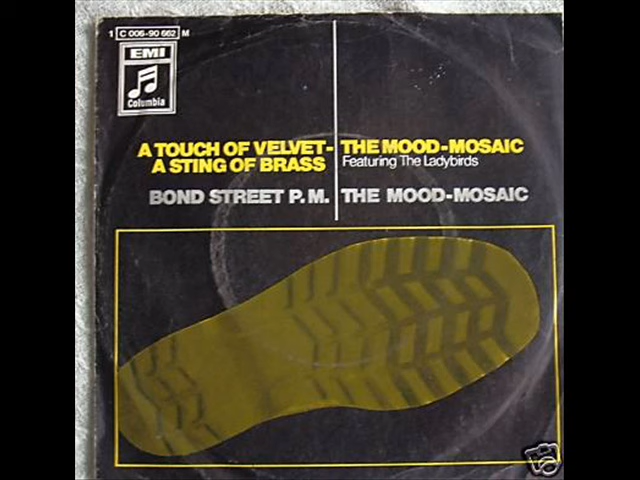 1 C 006-90 662 M
EMI
Columbia
A TOUCH OF VELVET-
A STING OF BRASS
THE MOOD-MOSAIC
Featuring The Ladybirds
BOND STREET P.M.
THE MOOD-MOSAIC